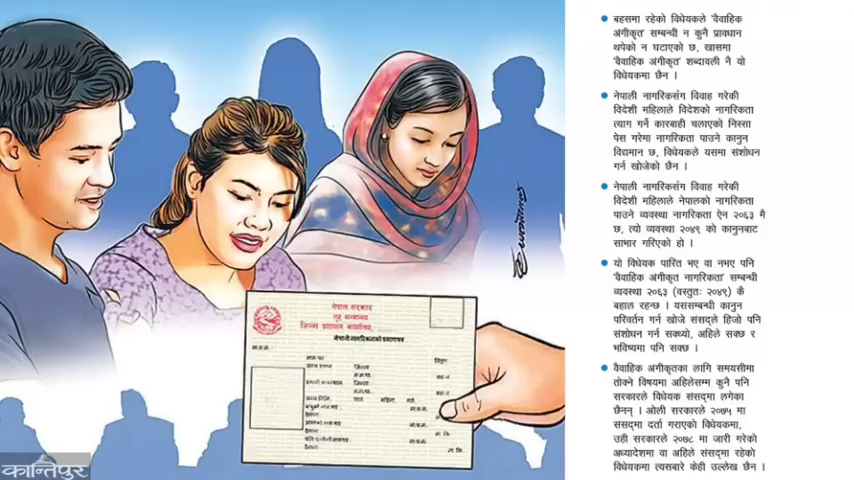 बहसमा रहेको विधेयकले 'वैवाहिक
अंगीकृत' सम्बन्धी न कुनै प्रावधान
थपेको न घटाएको छ, खासमा
'वैवाहिक अंगीकृत' शब्दावली नै यो
विधेयकमा छैन ।
नेपाली नागरिकसंग विवाह गरेकी
विदेशी महिलाले विदेशको नागरिकता
त्याग गर्ने कारबाही चलाएको निस्सा
पेस गरेमा नागरिकता पाउने कानुन
विद्यमान छ, विधेयकले यसमा संशोधन
गर्न खोजेको छैन ।
नेपाली नागरिकसंग विवाह गरेकी
विदेशी महिलाले नेपालको नागरिकता
पाउने व्यवस्था नागरिकता ऐन २०६३ मै
छ, त्यो व्यवस्था २०४९ को कानुनबाट
साभार गरिएको हो ।
यो विधेयक पारित भए वा नभए पनि
'वैवाहिक अंगीकृत नागरिकता' सम्बन्धी
व्यवस्था २०६३ (वस्तुतः २०४९) कै
बहाल रहन्छ । यससम्बन्धी कानुन
परिवर्तन गर्न खोजे संसद्ले हिजो पनि
संशोधन गर्न सक्थ्यो, अहिले सक्छ र
भविष्यमा पनि सक्छ ।
वैवाहिक अंगीकृतका लागि समयसीमा
तोक्ने विषयमा अहिलेसम्म कुनै पनि
सरकारले विधेयक संसद्मा लगेका
छैनन् । ओली सरकारले २०७५ मा
संसद्मा दर्ता गराएको विधेयकमा,
उही सरकारले २०७८ मा जारी गरेको
अध्यादेशमा वा अहिले संसद्मा रहेको
विधेयकमा त्यसबारे केही उल्लेख छैन ।
नेपाल सरकार
गृह मन्त्रालय
जिल्ला प्रशासन कार्यालय,
नेपाली नागरिकताको प्रमाणपत्र
कान्तिपुर